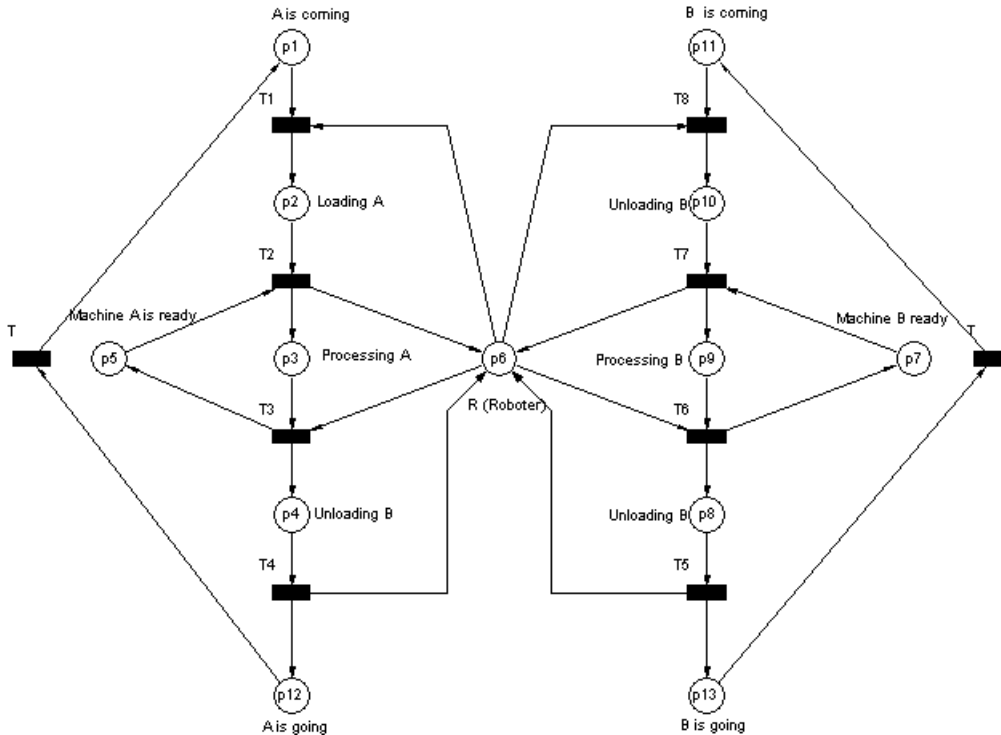 A is coming
B is coming
p1
p11
T1
T8
p2
Loading A
Unloading B
p10
T2
T7
Machine A is ready
Machine B ready
T
T
p5
p3
Processing A
p6
Processing B
p9
p7
R (Roboter)
T3
T6
p4
Unloading B
Unloading B
p8
T4
T5
p12
p13
A is going
B is going